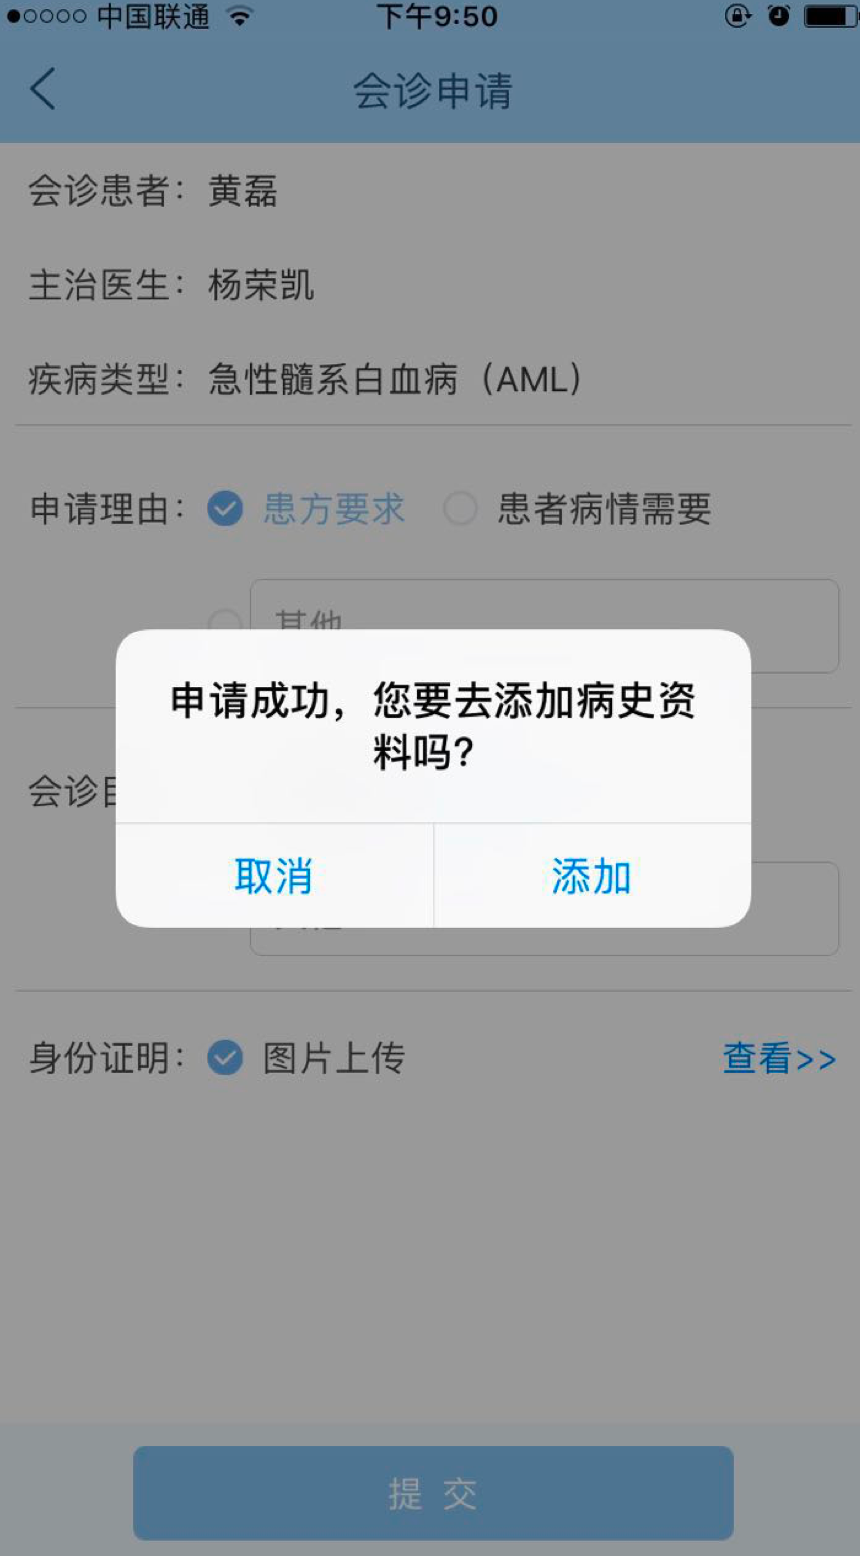 中国联通 下午9:50
会诊申请
会诊患者：黄磊
主治医生：杨荣凯
疾病类型：急性髓系白血病（AML）
申请理由： 患方要求 患者病情需要
其他
申请成功，您要去添加病史资
料吗？
会诊
取消 添加
身份证明： 图片上传 查看>>
提 交